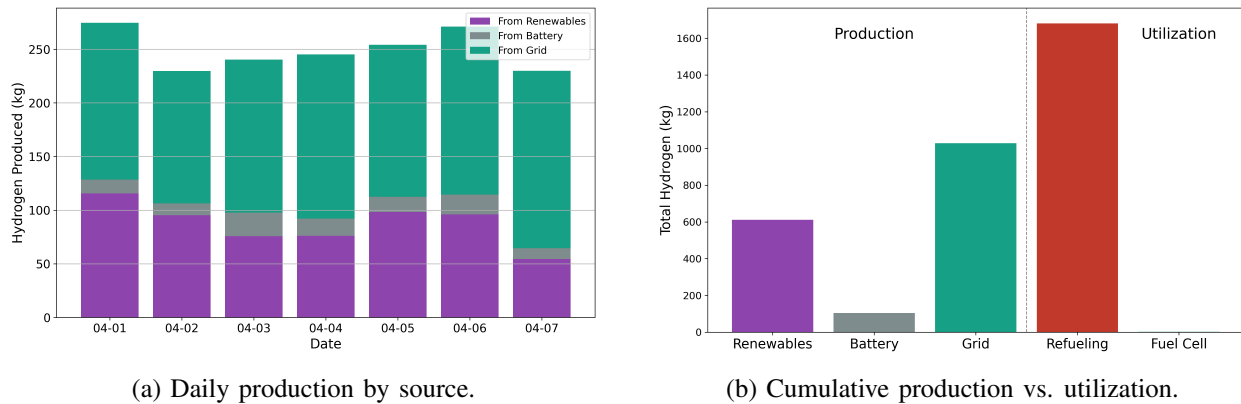 From Renewables
From Battery
From Grid
Hydrogen Produced (kg)
250
200
150
100
50
0
04-01 04-02 04-03 04-04 04-05 04-06 04-07
Date
(a) Daily production by source.
Production Utilization
Total Hydrogen (kg)
1600
1400
1200
1000
800
600
400
200
0
Renewables Battery Grid Refueling Fuel Cell
(b) Cumulative production vs. utilization.